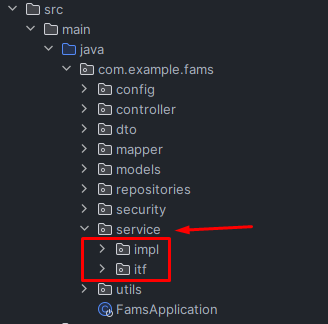 src
main
java
com.example.fams
config
controller
dto
mapper
models
repositories
security
service
impl
itf
utils
FamsApplication